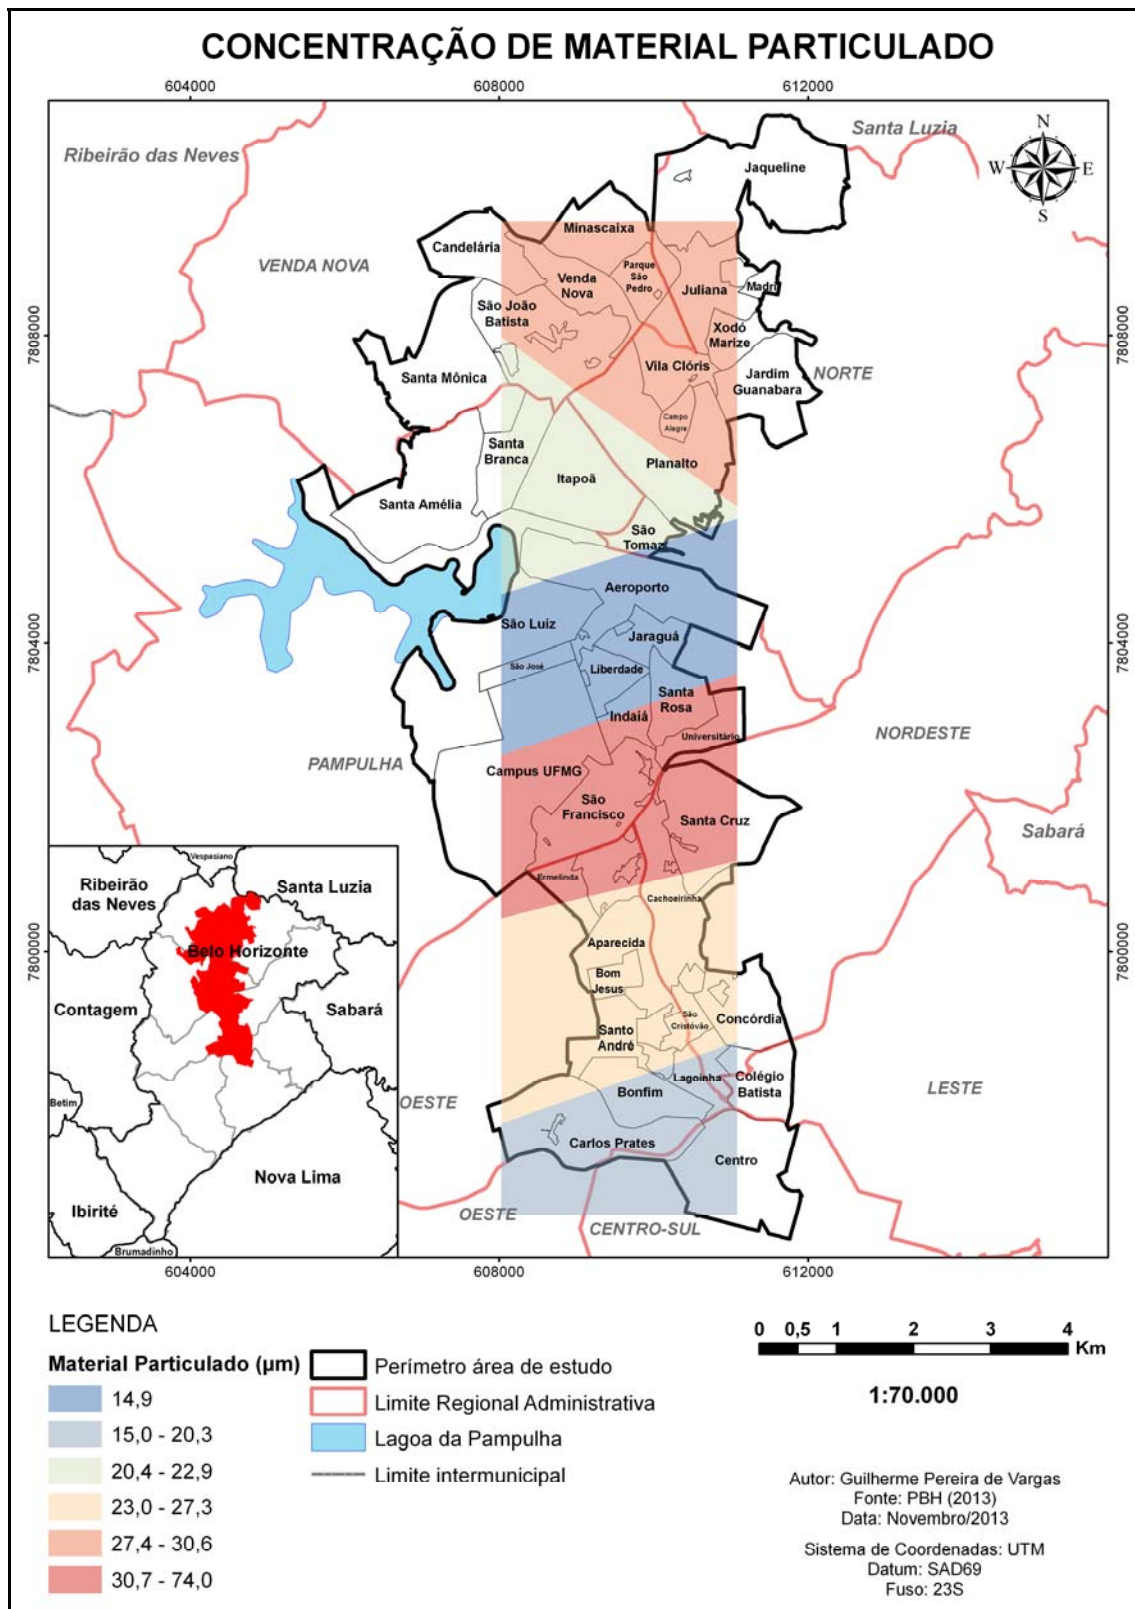 CONCENTRAÇÃO DE MATERIAL PARTICULADO
604000
608000
612000
Ribeirão das Neves
Santa Luzia
N
W
E
S
Jaqueline
Minascaixa
Candelária
VENDA NOVA
Parque
São
Pedro
Venda
Nova
Juliana
Madri
São João
Batista
7808000
7808000
Xodó
Marize
Vila Clóris
Santa Mônica
Jardim
Guanabara
NORTE
Campo
Alegre
Santa
Branca
Planalto
Itapoã
Santa Amélia
São
Tomaz
Aeroporto
São Luíz
Jaraguá
7804000
7804000
São José
Liberdade
Santa
Rosa
Indaiá
Universitário
NORDESTE
PAMPULHA
Campus UFMG
São
Francisco
Santa Cruz
Sabará
Ermelinda
Cachoeirinha
Aparecida
7800000
7800000
Bom
Jesus
São
Cristóvão
Concórdia
Santo
André
Lagoinha
Colégio
Batista
Bonfim
OESTE
LESTE
Carlos Prates
Centro
OESTE
CENTRO-SUL
Vespasiano
Ribeirão
das Neves
Santa Luzia
Belo Horizonte
Contagem
Sabará
Betim
Nova Lima
Ibirité
Brumadinho
604000
608000
612000
LEGENDA
Material Particulado (µm)
14,9
15,0 - 20,3
20,4 - 22,9
23,0 - 27,3
27,4 - 30,6
30,7 - 74,0
Perímetro área de estudo
Limite Regional Administrativa
Lagoa da Pampulha
Limite intermunicipal
0 0,5 1 2 3 4
Km
1:70.000
Autor: Guilherme Pereira de Vargas
Fonte: PBH (2013)
Data: Novembro/2013
Sistema de Coordenadas: UTM
Datum: SAD69
Fuso: 23S